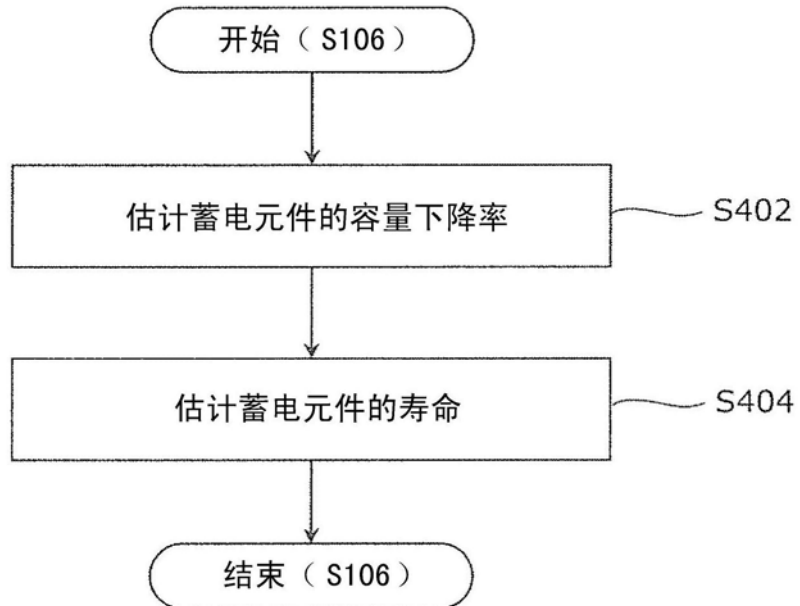 开始（S106）
估计蓄电元件的容量下降率
S402
估计蓄电元件的寿命
S404
结束（S106）